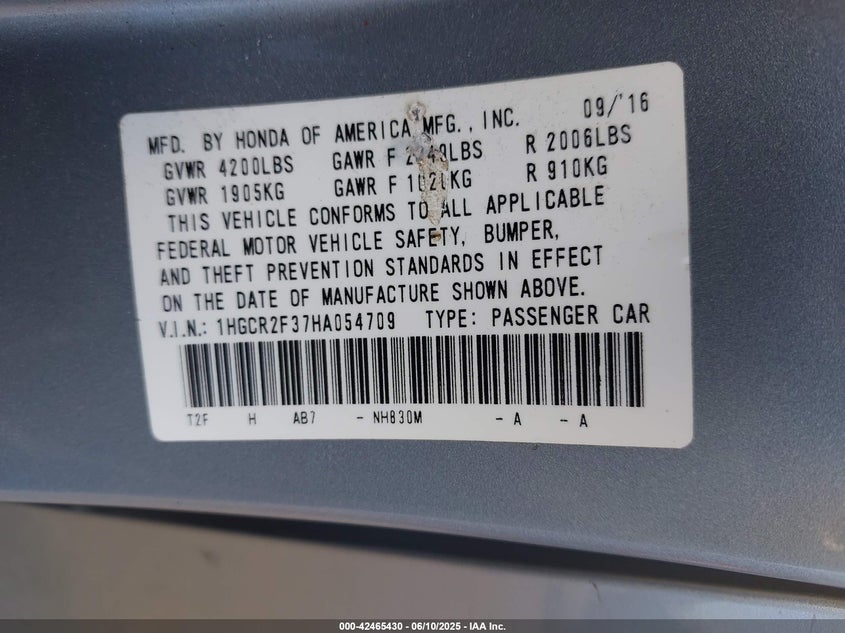 MFD. BY HONDA OF AMERICA MFG., INC. 09/'16
GVWR 4200LBS GAWR F R 2006LBS
GVWR 1905KG GAWR F R 910KG
THIS VEHICLE CONFORMS TO ALL APPLICABLE
FEDERAL MOTOR VEHICLE SAFETY, BUMPER,
AND THEFT PREVENTION STANDARDS IN EFFECT
ON THE DATE OF MANUFACTURE SHOWN ABOVE.
V.I.N.: 1HGCR2F37HA054709 TYPE: PASSENGER CAR
T2F H AB7 - NH830M - A - A
000-42465430 - 06/10/2025 - IAA Inc.